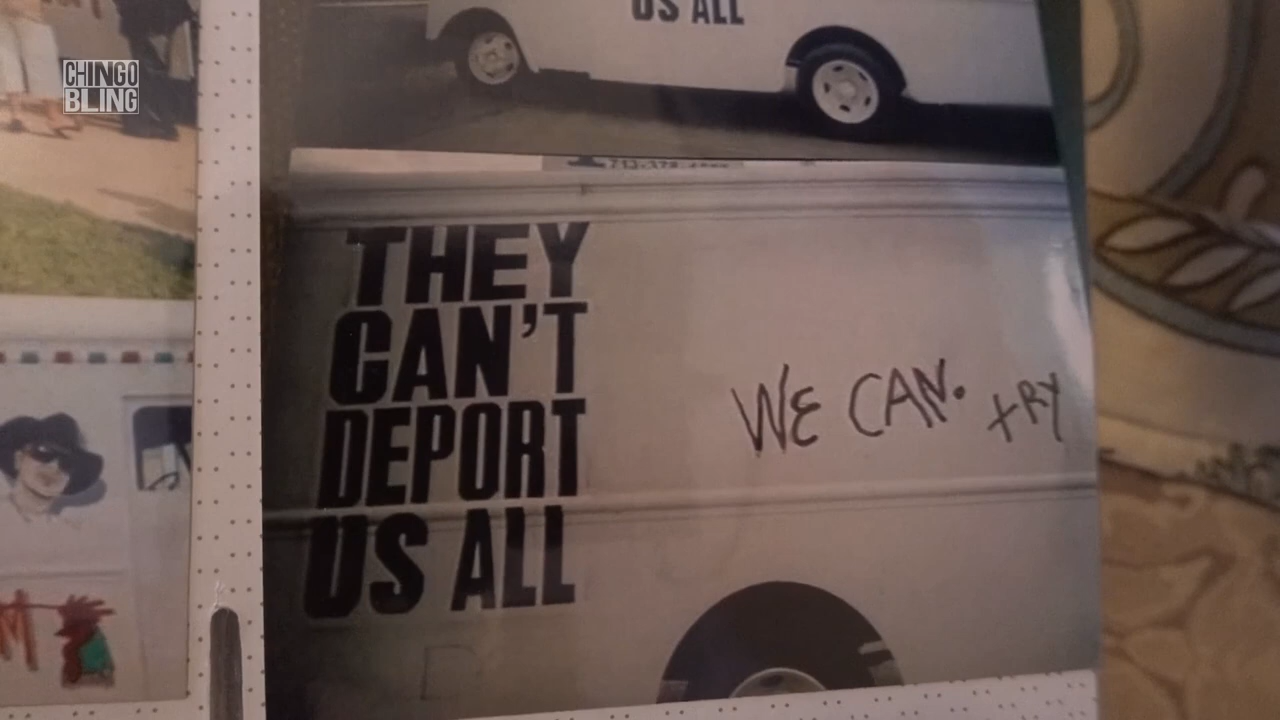 CHINGO
BLING
US ALL
THEY
CAN'T
DEPORT
US ALL
WE CAN. TRY